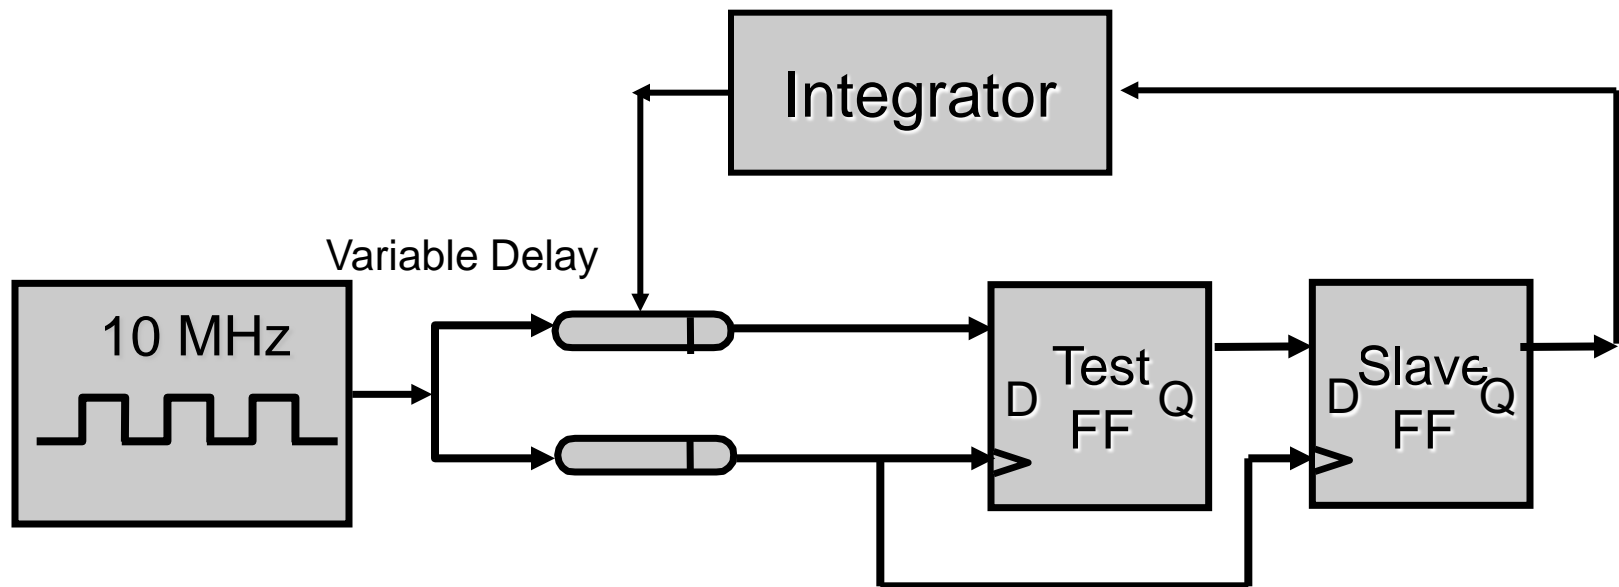 Integrator
Variable Delay
10 MHz
Test
D
Q
FF
Slave
D
Q
FF